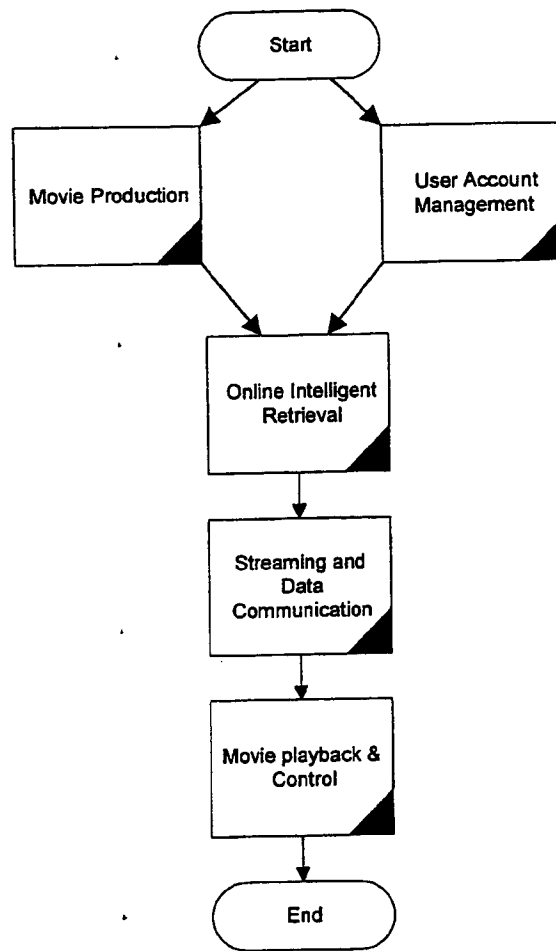 Start
Movie Production
User Account
Management
Online Intelligent
Retrieval
Streaming and
Data
Communication
Movie playback &
Control
End